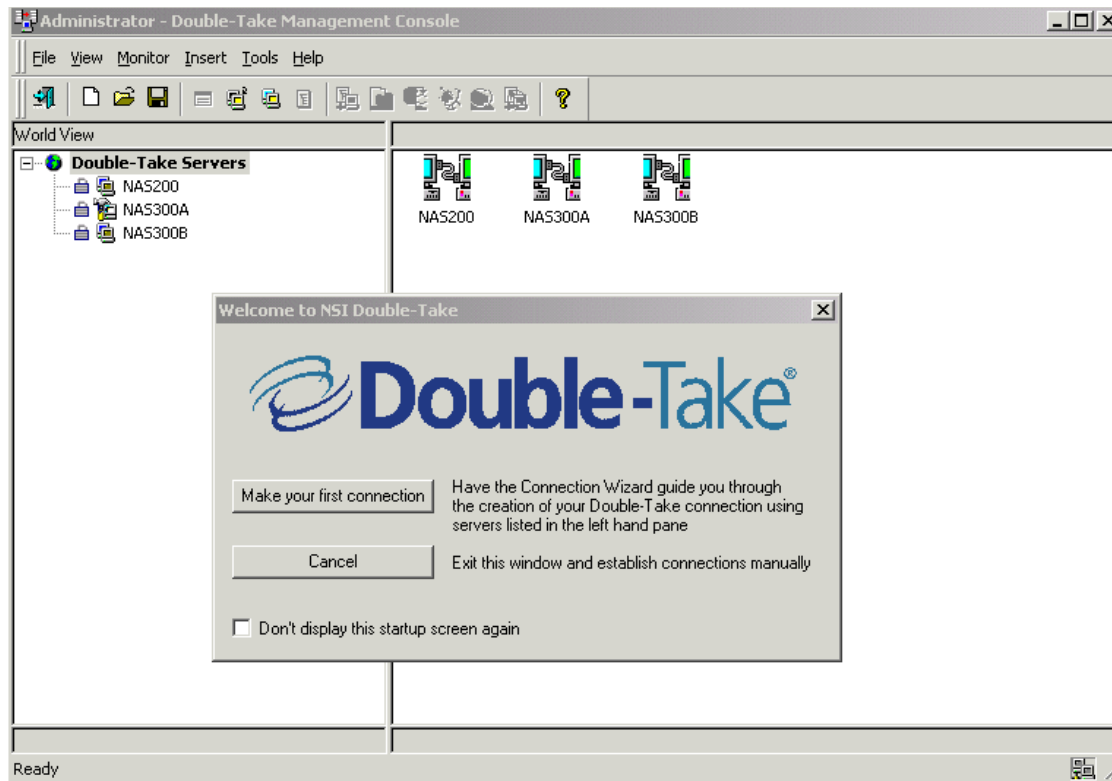 Administrator - Double-Take Management Console
File View Monitor Insert Tools Help
World View
Double-Take Servers
NAS200
NAS300A
NAS300B
NAS200 NAS300A NAS300B
Welcome to NSI Double-Take
Double-Take®
Make your first connection
Have the Connection Wizard guide you through
the creation of your Double-Take connection using
servers listed in the left hand pane
Cancel
Exit this window and establish connections manually
Don't display this startup screen again
Ready